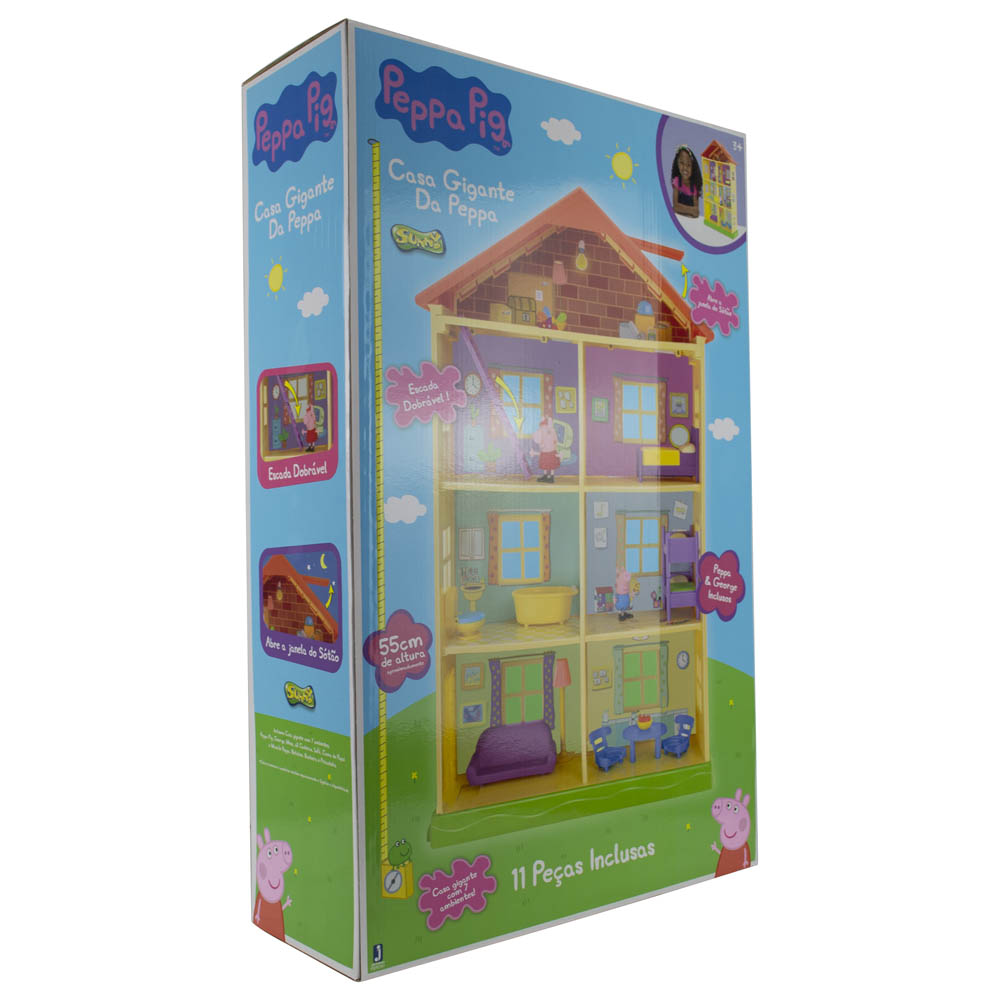 Peppa Pig
Casa Gigante
Da Peppa
Escada Dobrável
Abre a janela do Sótão
SUNNY
Peppa Pig
Casa Gigante
Da Peppa
SUNNY
3+
Abre a
janela do Sótão
Escada
Dobrável!
Peppa
& George
Inclusos
55cm
de altura
aproximadamente
11 Peças Inclusas
Casa gigante
com 7
ambientes!